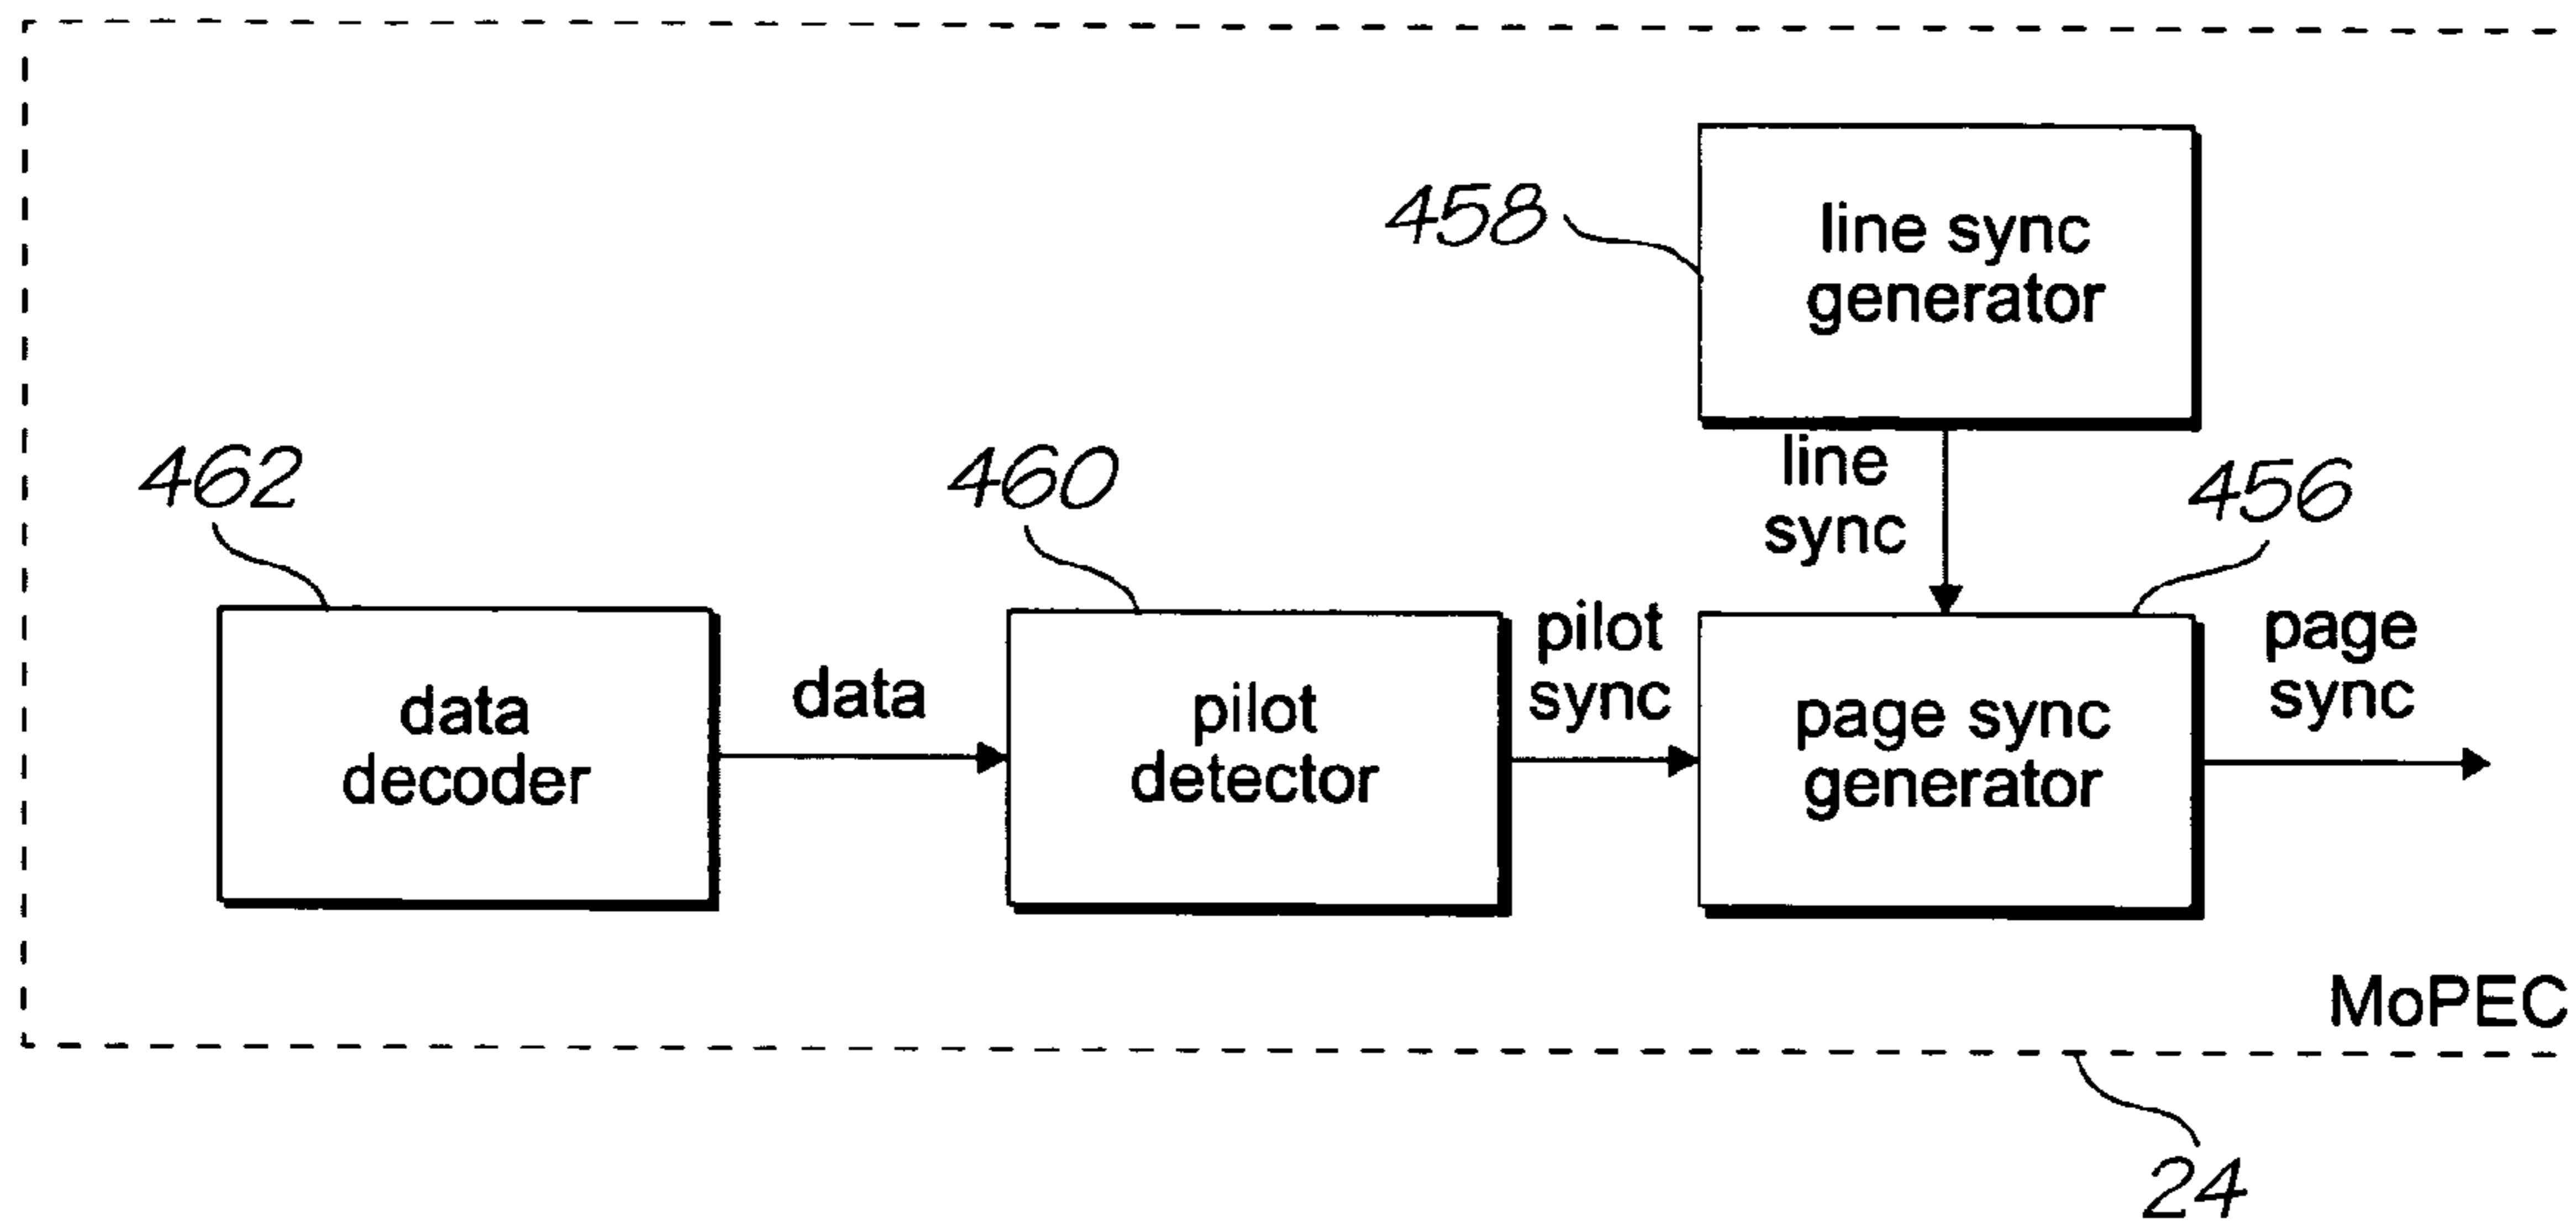 458
line sync
generator
line
sync
462
460
456
data
decoder
data
pilot
detector
pilot
sync
page sync
generator
page
sync
MoPEC
24